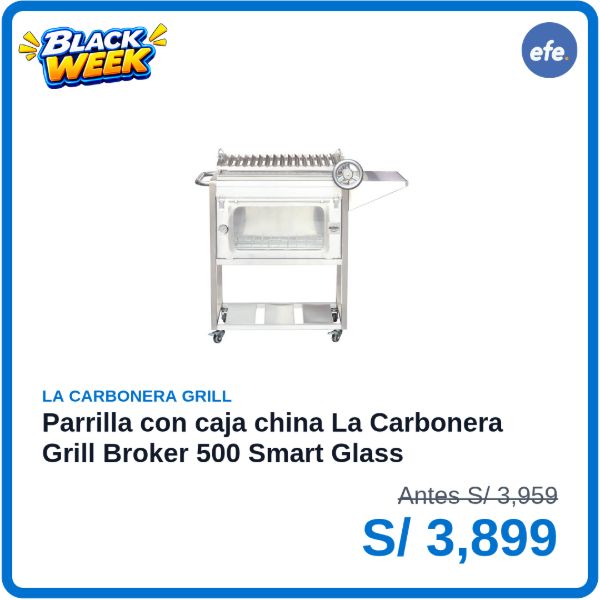 BLACK
WEEK
efe.
LA CARBONERA GRILL
Parrilla con caja china La Carbonera
Grill Broker 500 Smart Glass
Antes S/ 3,959
S/ 3,899